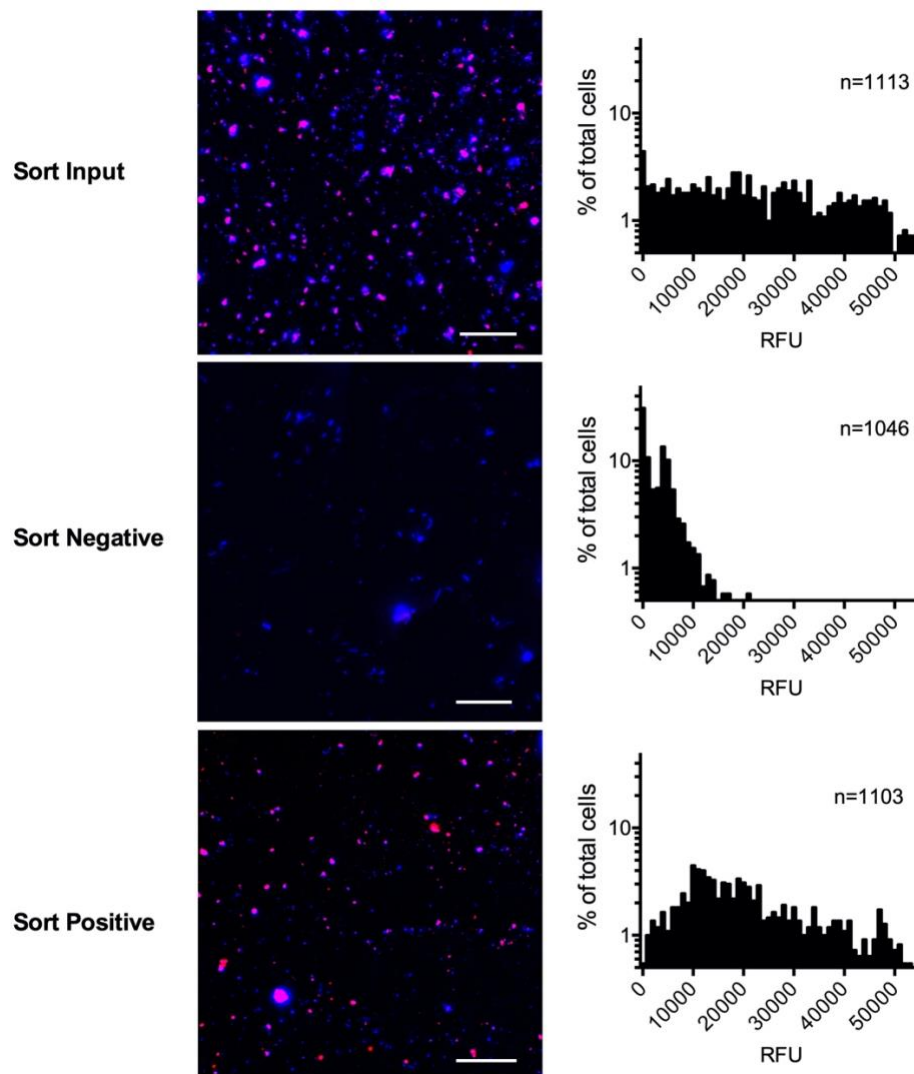 Sort Input
n=1113
% of total cells
10
1
0
10000
20000
30000
40000
50000
RFU
Sort Negative
n=1046
% of total cells
10
1
0
10000
20000
30000
40000
50000
RFU
Sort Positive
n=1103
% of total cells
10
1
0
10000
20000
30000
40000
50000
RFU